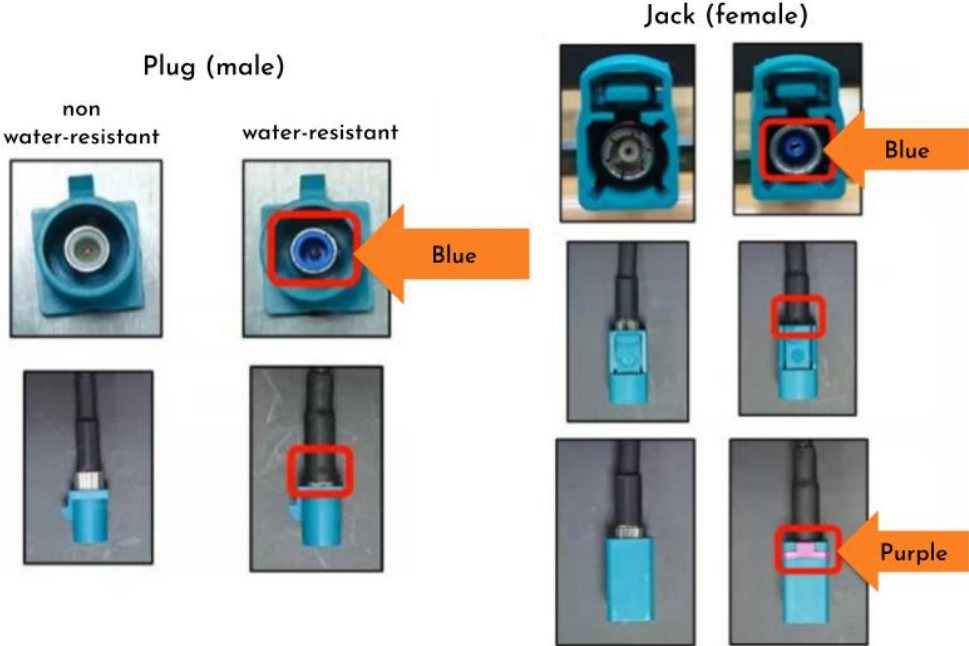 Jack (female)
Plug (male)
non
water-resistant
water-resistant
Blue
Blue
Purple